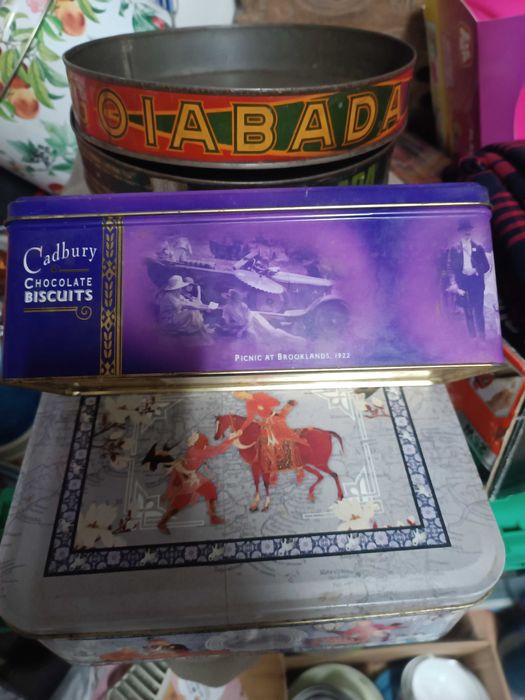 OIABADA
Cadbury
CHOCOLATE
BISCUITS
PICNIC AT BROOKLANDS, 1922